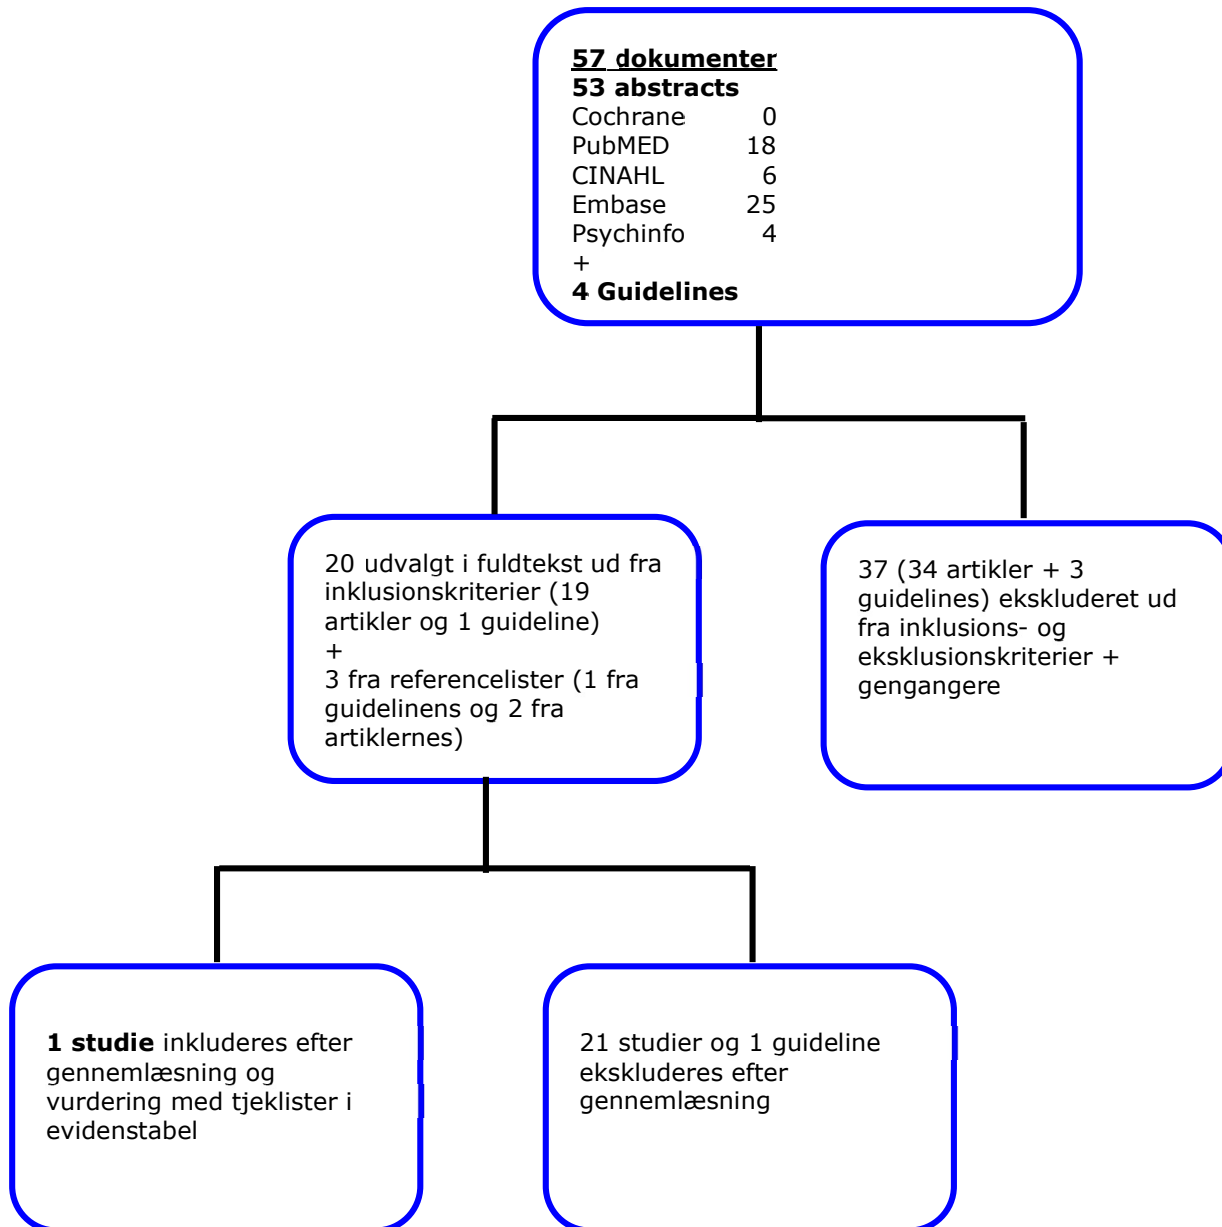 57 dokumenter
53 abstracts
Cochrane 0
PubMED 18
CINAHL 6
Embase 25
Psychinfo 4
+
4 Guidelines
20 udvalgt i fuldtekst ud fra
inklusionskriterier (19
artikler og 1 guideline)
+
3 fra referencelister (1 fra
guidelinens og 2 fra
artiklernes)
37 (34 artikler + 3
guidelines) ekskluderet ud
fra inklusions- og
eksklusionskriterier +
gengangere
1 studie inkluderes efter
gennemlæsning og
vurdering med tjeklister i
evidenstabel
21 studier og 1 guideline
ekskluderes efter
gennemlæsning